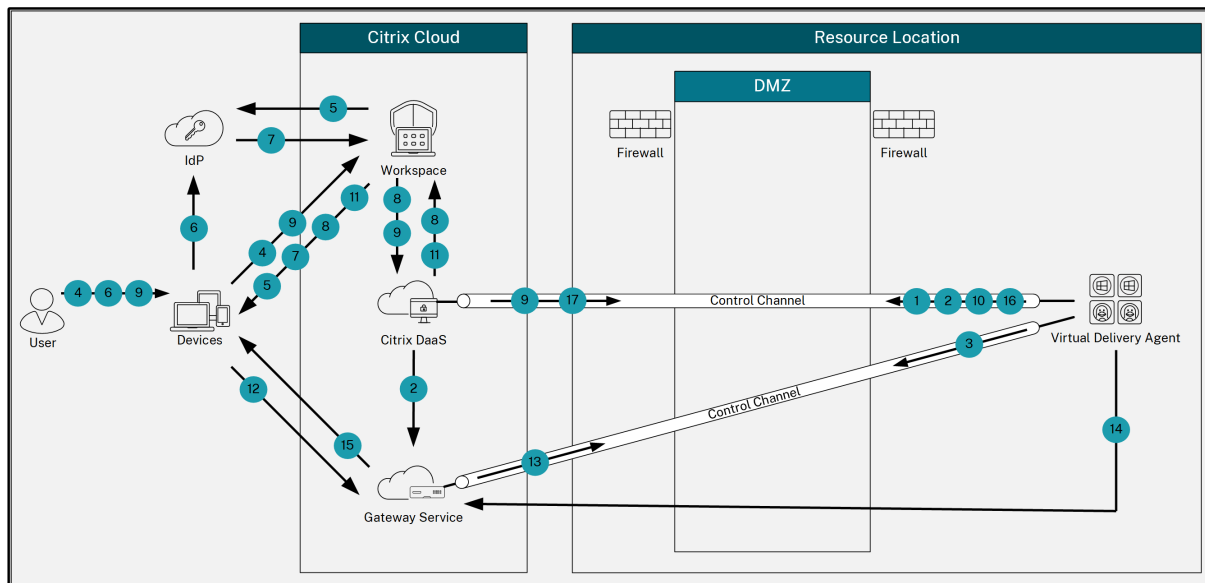 Citrix Cloud
Resource Location
DMZ
5
7
IdP
Workspace
Firewall
Firewall
11
8
8
9
8
9
6
4
7
11
5
4 6 9
9 17
Control Channel
1 2 10 16
User
Devices
Citrix DaaS
Virtual Delivery Agent
3
2
12
Control Channel
14
15
13
Gateway Service